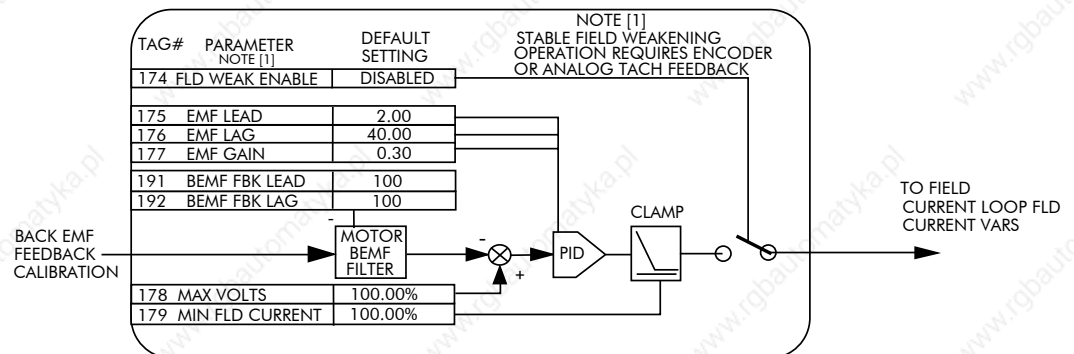 NOTE [1]
STABLE FIELD WEAKENING
OPERATION REQUIRES ENCODER
OR ANALOG TACH FEEDBACK
TAG# PARAMETER DEFAULT
NOTE [1] SETTING
174 FLD WEAK ENABLE DISABLED
175 EMF LEAD 2.00
176 EMF LAG 40.00
177 EMF GAIN 0.30
191 BEMF FBK LEAD 100
192 BEMF FBK LAG 100
BACK EMF
FEEDBACK
CALIBRATION
-
MOTOR
BEMF
FILTER
-
+
PID
CLAMP
TO FIELD
CURRENT LOOP FLD
CURRENT VARS
178 MAX VOLTS 100.00%
179 MIN FLD CURRENT 100.00%
www.rgbautomatyka.pl